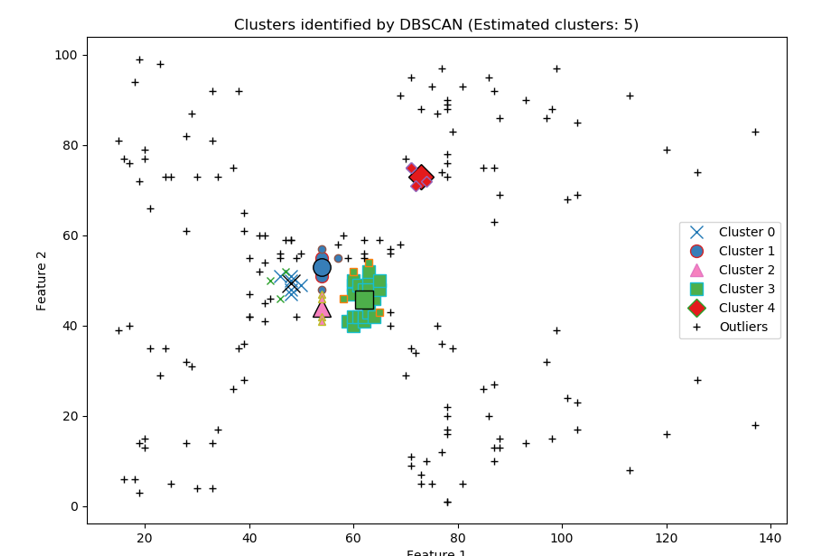 Clusters identified by DBSCAN (Estimated clusters: 5)
100
80
60
40
20
0
Feature 2
Cluster 0
Cluster 1
Cluster 2
Cluster 3
Cluster 4
Outliers
20 40 60 80 100 120 140
Feature 1